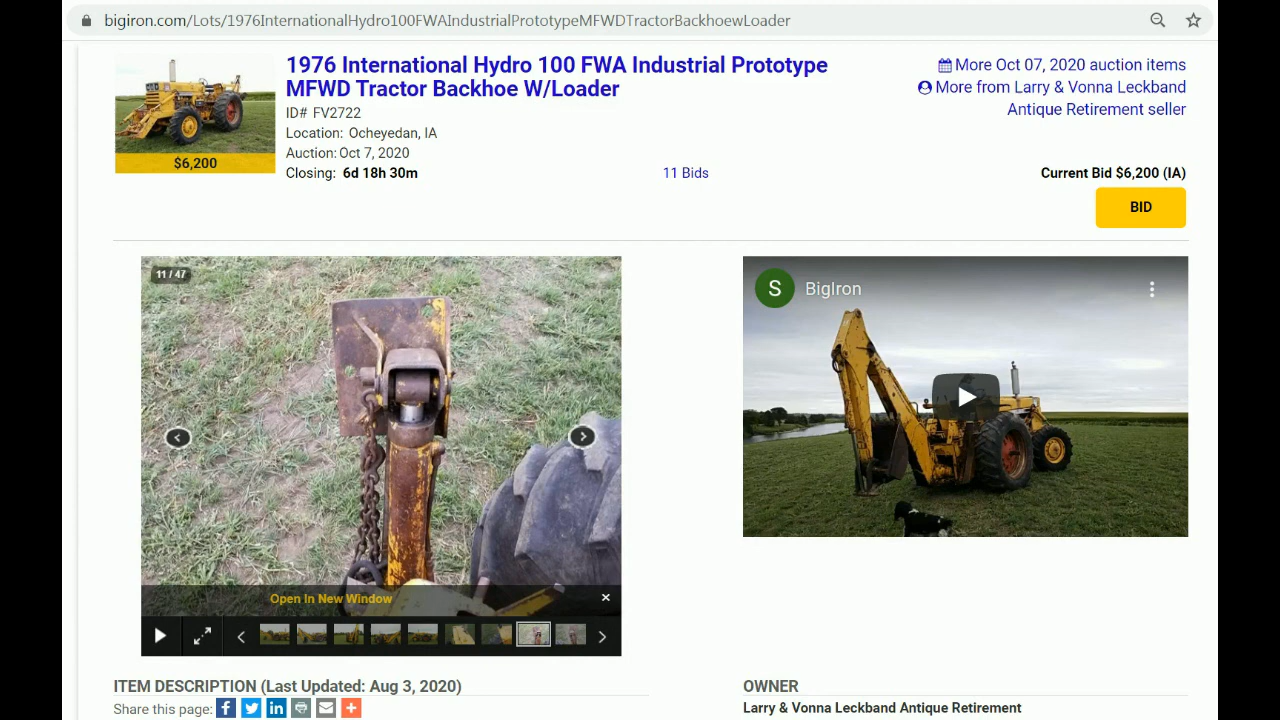 bigiron.com/Lots/1976InternationalHydro100FWAIndustrialPrototypeMFWDTractorBackhoewLoader
1976 International Hydro 100 FWA Industrial Prototype
MFWD Tractor Backhoe W/Loader
ID# FV2722
Location: Ocheyedan, IA
Auction: Oct 7, 2020
Closing: 6d 18h 30m
$6,200
11 Bids
More Oct 07, 2020 auction items
More from Larry & Vonna Leckband
Antique Retirement seller
Current Bid $6,200 (IA)
BID
11 / 47
Open In New Window
S BigIron
ITEM DESCRIPTION (Last Updated: Aug 3, 2020)
Share this page:
OWNER
Larry & Vonna Leckband Antique Retirement